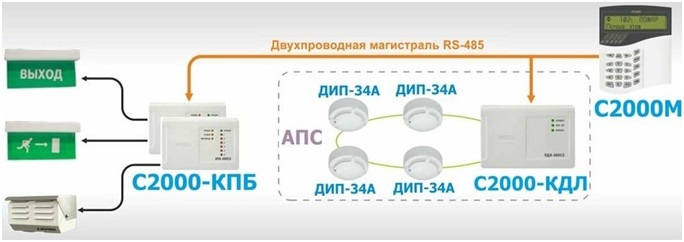 Двухпроводная магистраль RS-485
ВЫХОД
ДИП-34А
ДИП-34А
АПС
С2000М
ДИП-34А
ДИП-34А
С2000-КПБ
С2000-КДЛ